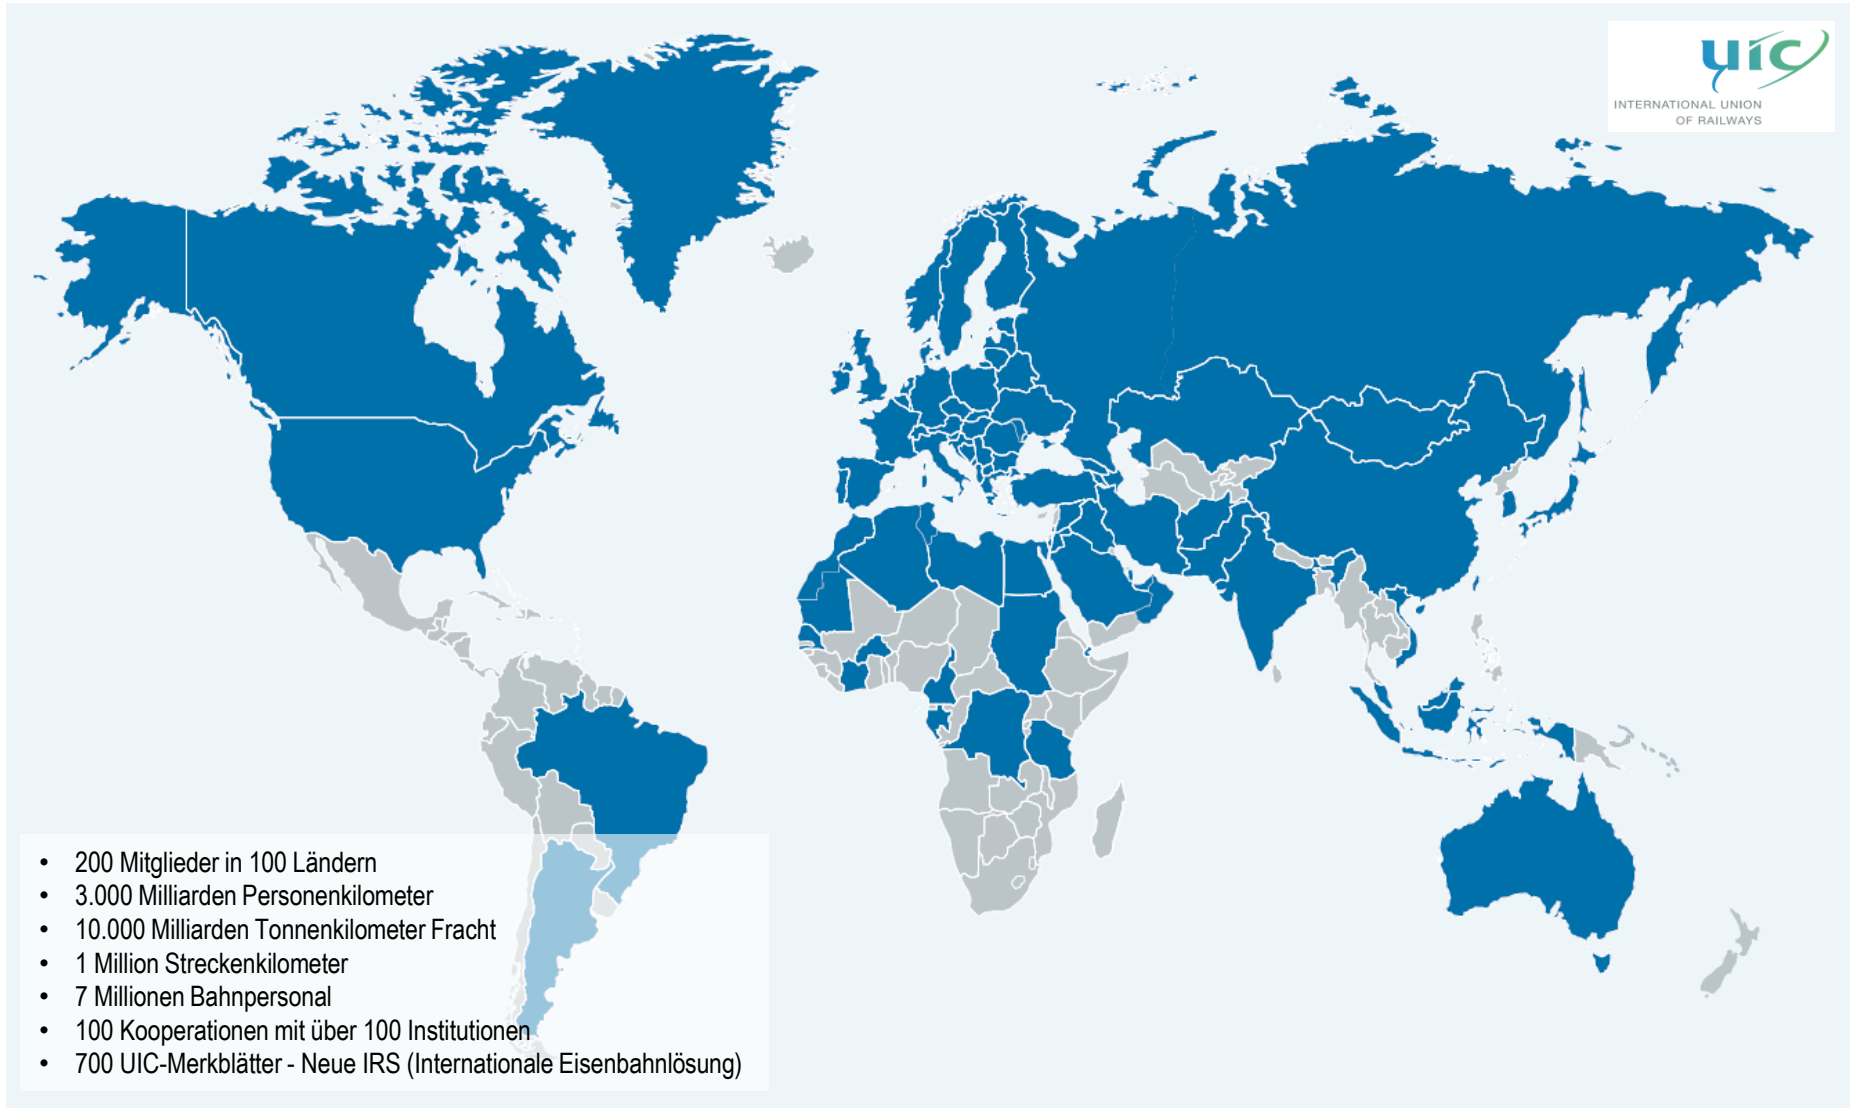 uic
INTERNATIONAL UNION
OF RAILWAYS
• 200 Mitglieder in 100 Ländern
• 3.000 Milliarden Personenkilometer
• 10.000 Milliarden Tonnenkilometer Fracht
• 1 Million Streckenkilometer
• 7 Millionen Bahnpersonal
• 100 Kooperationen mit über 100 Institutionen
• 700 UIC-Merkblätter - Neue IRS (Internationale Eisenbahnlösung)